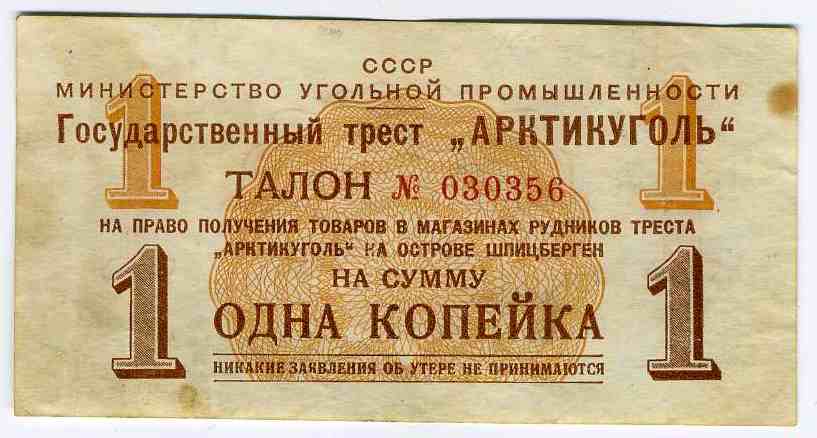 СССР
МИНИСТЕРСТВО УГОЛЬНОЙ ПРОМЫШЛЕННОСТИ
1 1
Государственный трест „АРКТИКУГОЛЬ“
ТАЛОН № 030356
НА ПРАВО ПОЛУЧЕНИЯ ТОВАРОВ В МАГАЗИНАХ РУДНИКОВ ТРЕСТА
„АРКТИКУГОЛЬ“ НА ОСТРОВЕ ШПИЦБЕРГЕН
НА СУММУ
1 ОДНА КОПЕЙКА 1
НИКАКИЕ ЗАЯВЛЕНИЯ ОБ УТЕРЕ НЕ ПРИНИМАЮТСЯ